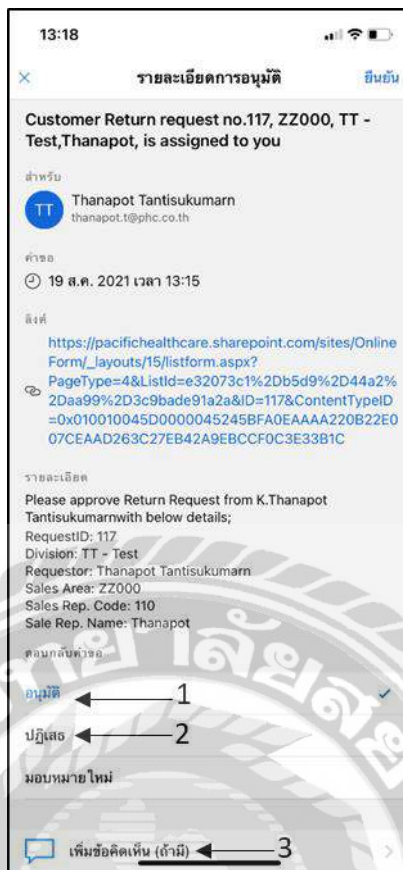 13:18
รายละเอียดการอนุมัติ
ยืนยัน
Customer Return request no.117, ZZ000, TT -
Test,Thanapot, is assigned to you
สำหรับ
TT
Thanapot Tantisukumarn
thanapot.t@phc.co.th
คำขอ
19 ส.ค. 2021 เวลา 13:15
ลิงค์
https://pacifichealthcare.sharepoint.com/sites/Online
Form/_layouts/15/listform.aspx?
PageType=4&ListId=e32073c1%2Db5d9%2D44a2%
2Daa99%2D3c9bade91a2a&ID=117&ContentTypeID
=0x010010045D0000045245BFA0EAAAA220B22E0
07CEAAD263C27EB42A9EBCCF0C3E33B1C
รายละเอียด
Please approve Return Request from K.Thanapot
Tantisukumarnwith below details;
RequestID: 117
Division: TT - Test
Requestor: Thanapot Tantisukumarn
Sales Area: ZZ000
Sales Rep. Code: 110
Sale Rep. Name: Thanapot
ตอบกลับคำขอ
อนุมัติ 1
ปฏิเสธ 2
มอบหมายใหม่
เพิ่มข้อคิดเห็น (ถ้ามี) 3